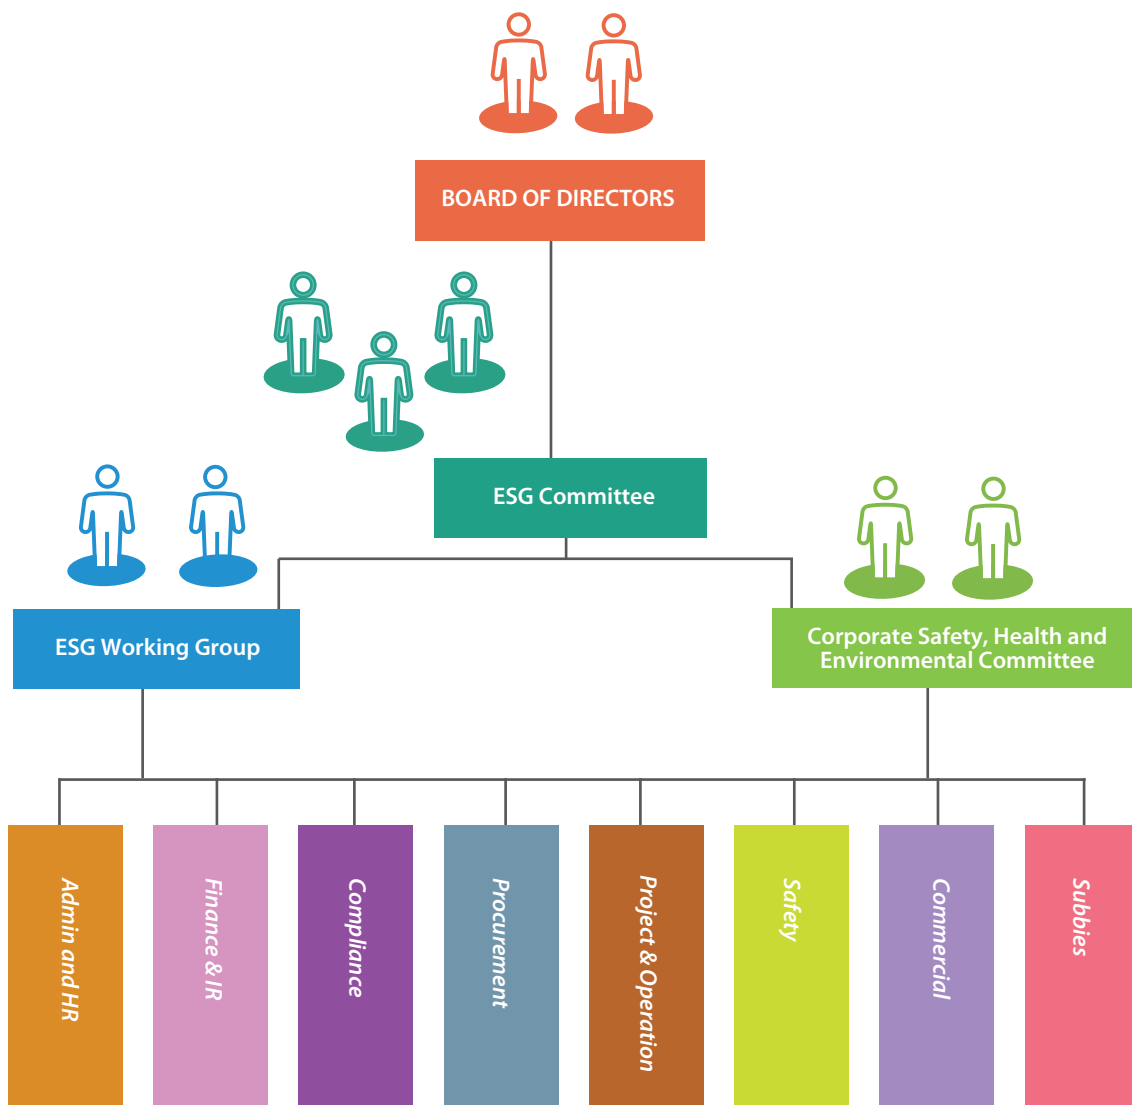 BOARD OF DIRECTORS
ESG Committee
ESG Working Group
Corporate Safety, Health and
Environmental Committee
Admin and HR
Finance & IR
Compliance
Procurement
Project & Operation
Safety
Commercial
Subbies